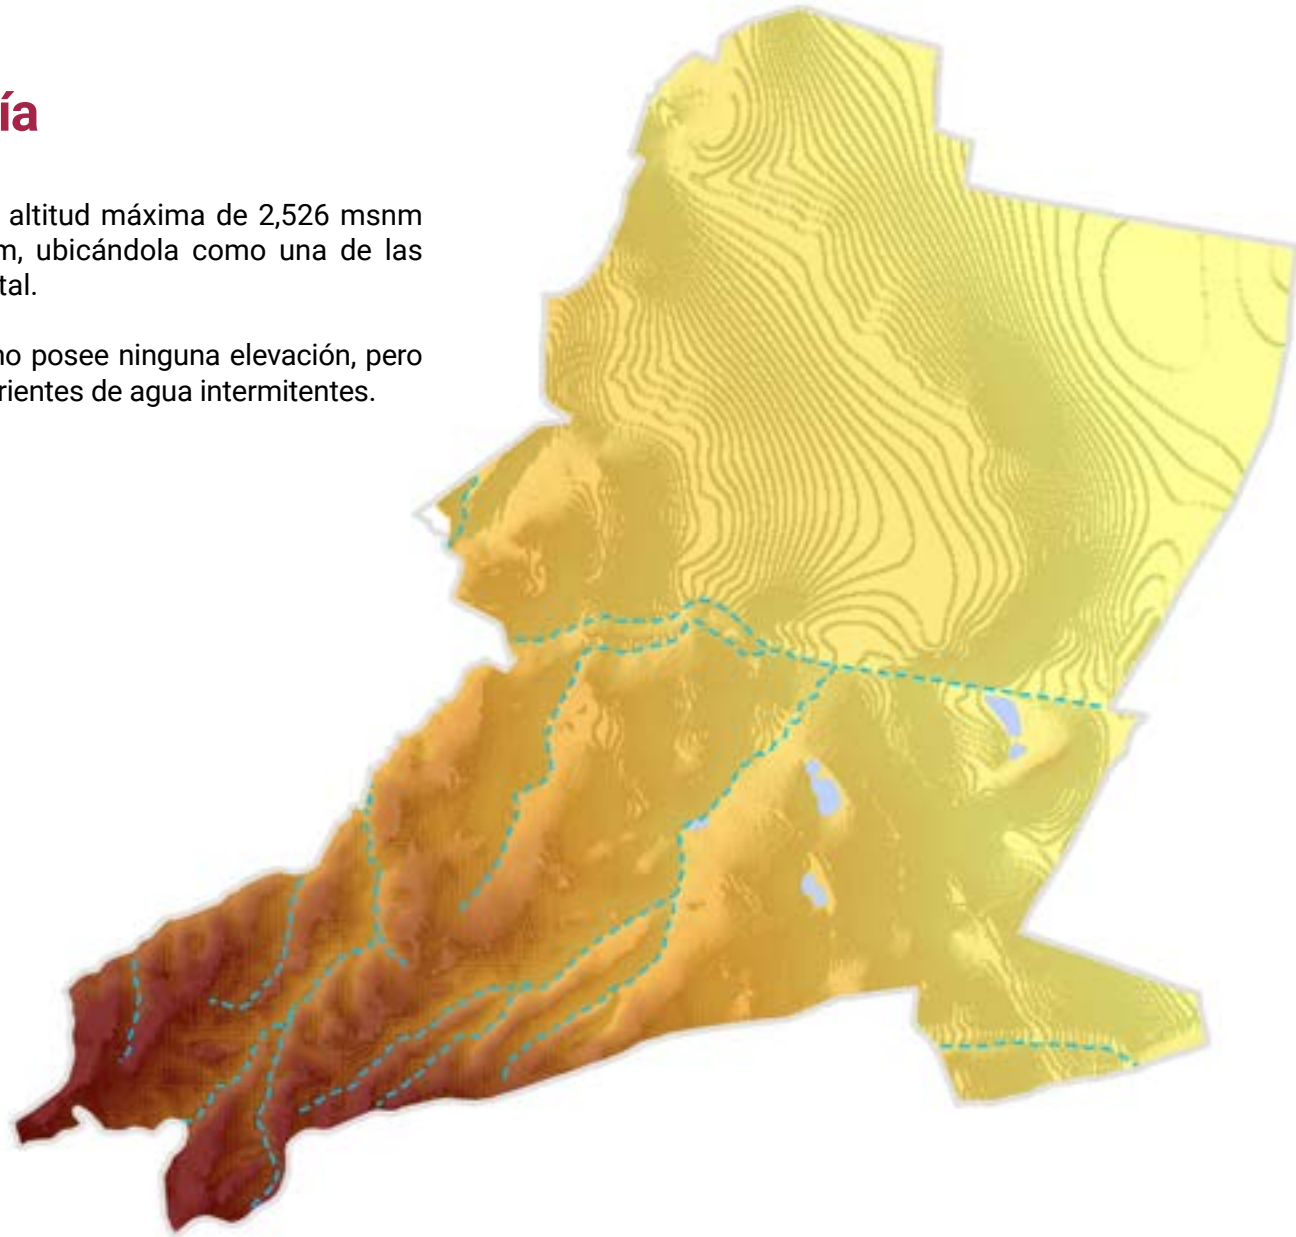 ía
altitud máxima de 2,526 msnm
m, ubicándola como una de las
tal.
no posee ninguna elevación, pero
rientes de agua intermitentes.